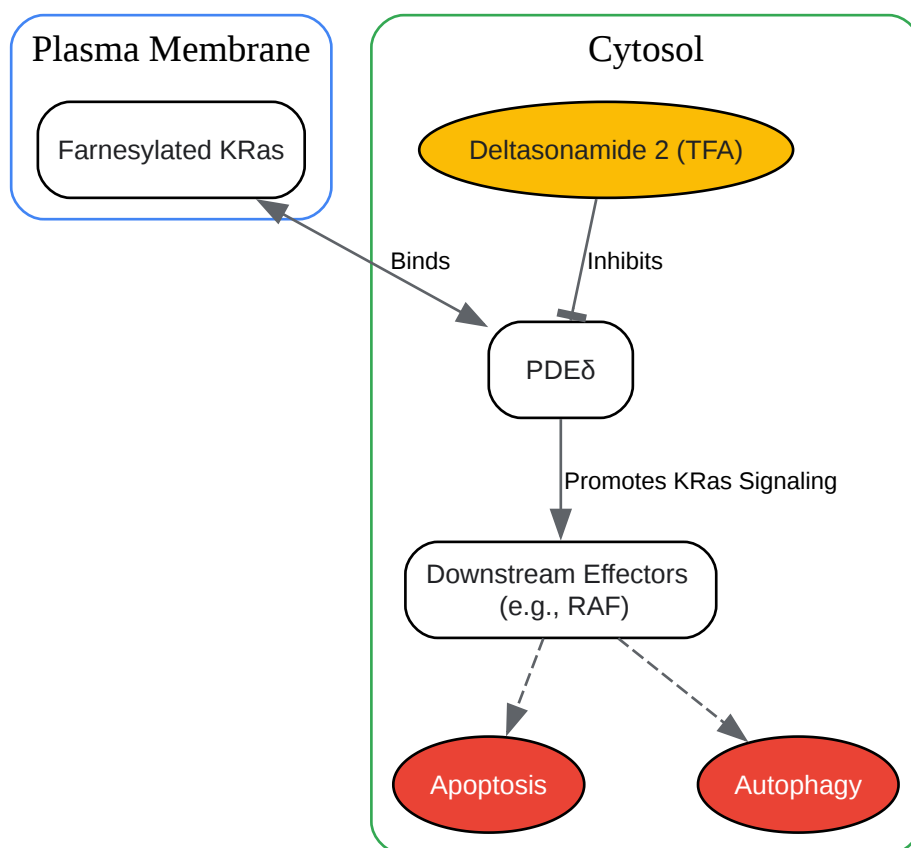 Plasma Membrane
Farnesylated KRas
Cytosol
Deltasonamide 2 (TFA)
Binds
Inhibits
PDEδ
Promotes KRas Signaling
Downstream Effectors
(e.g., RAF)
Apoptosis
Autophagy